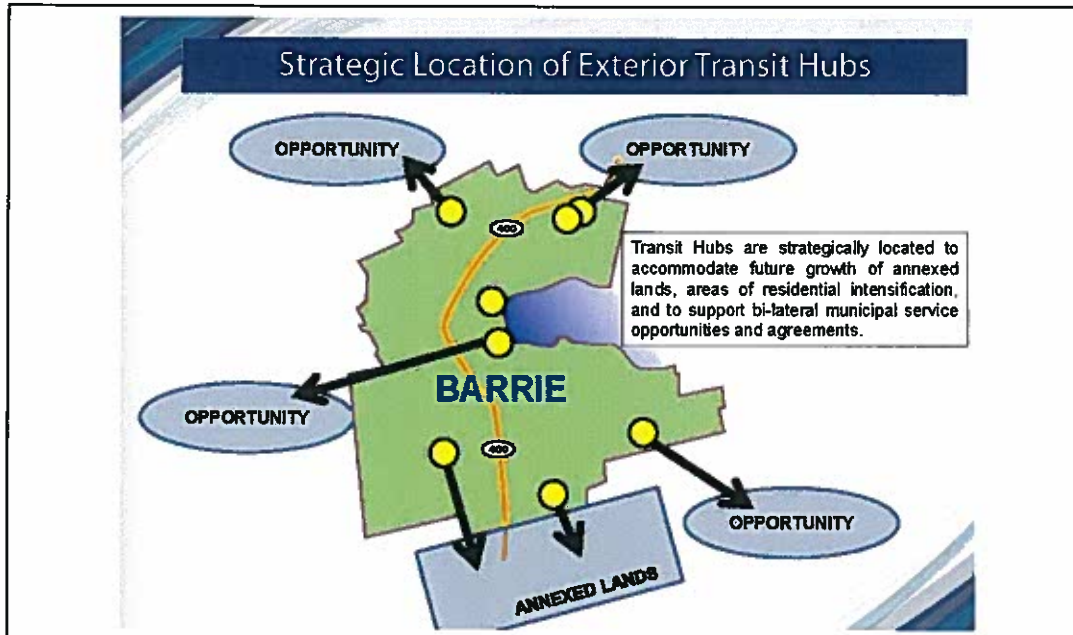 Strategic Location of Exterior Transit Hubs
OPPORTUNITY
OPPORTUNITY
400
Transit Hubs are strategically located to
accommodate future growth of annexed
lands, areas of residential intensification,
and to support bi-lateral municipal service
opportunities and agreements.
BARRIE
OPPORTUNITY
400
OPPORTUNITY
ANNEXED LANDS